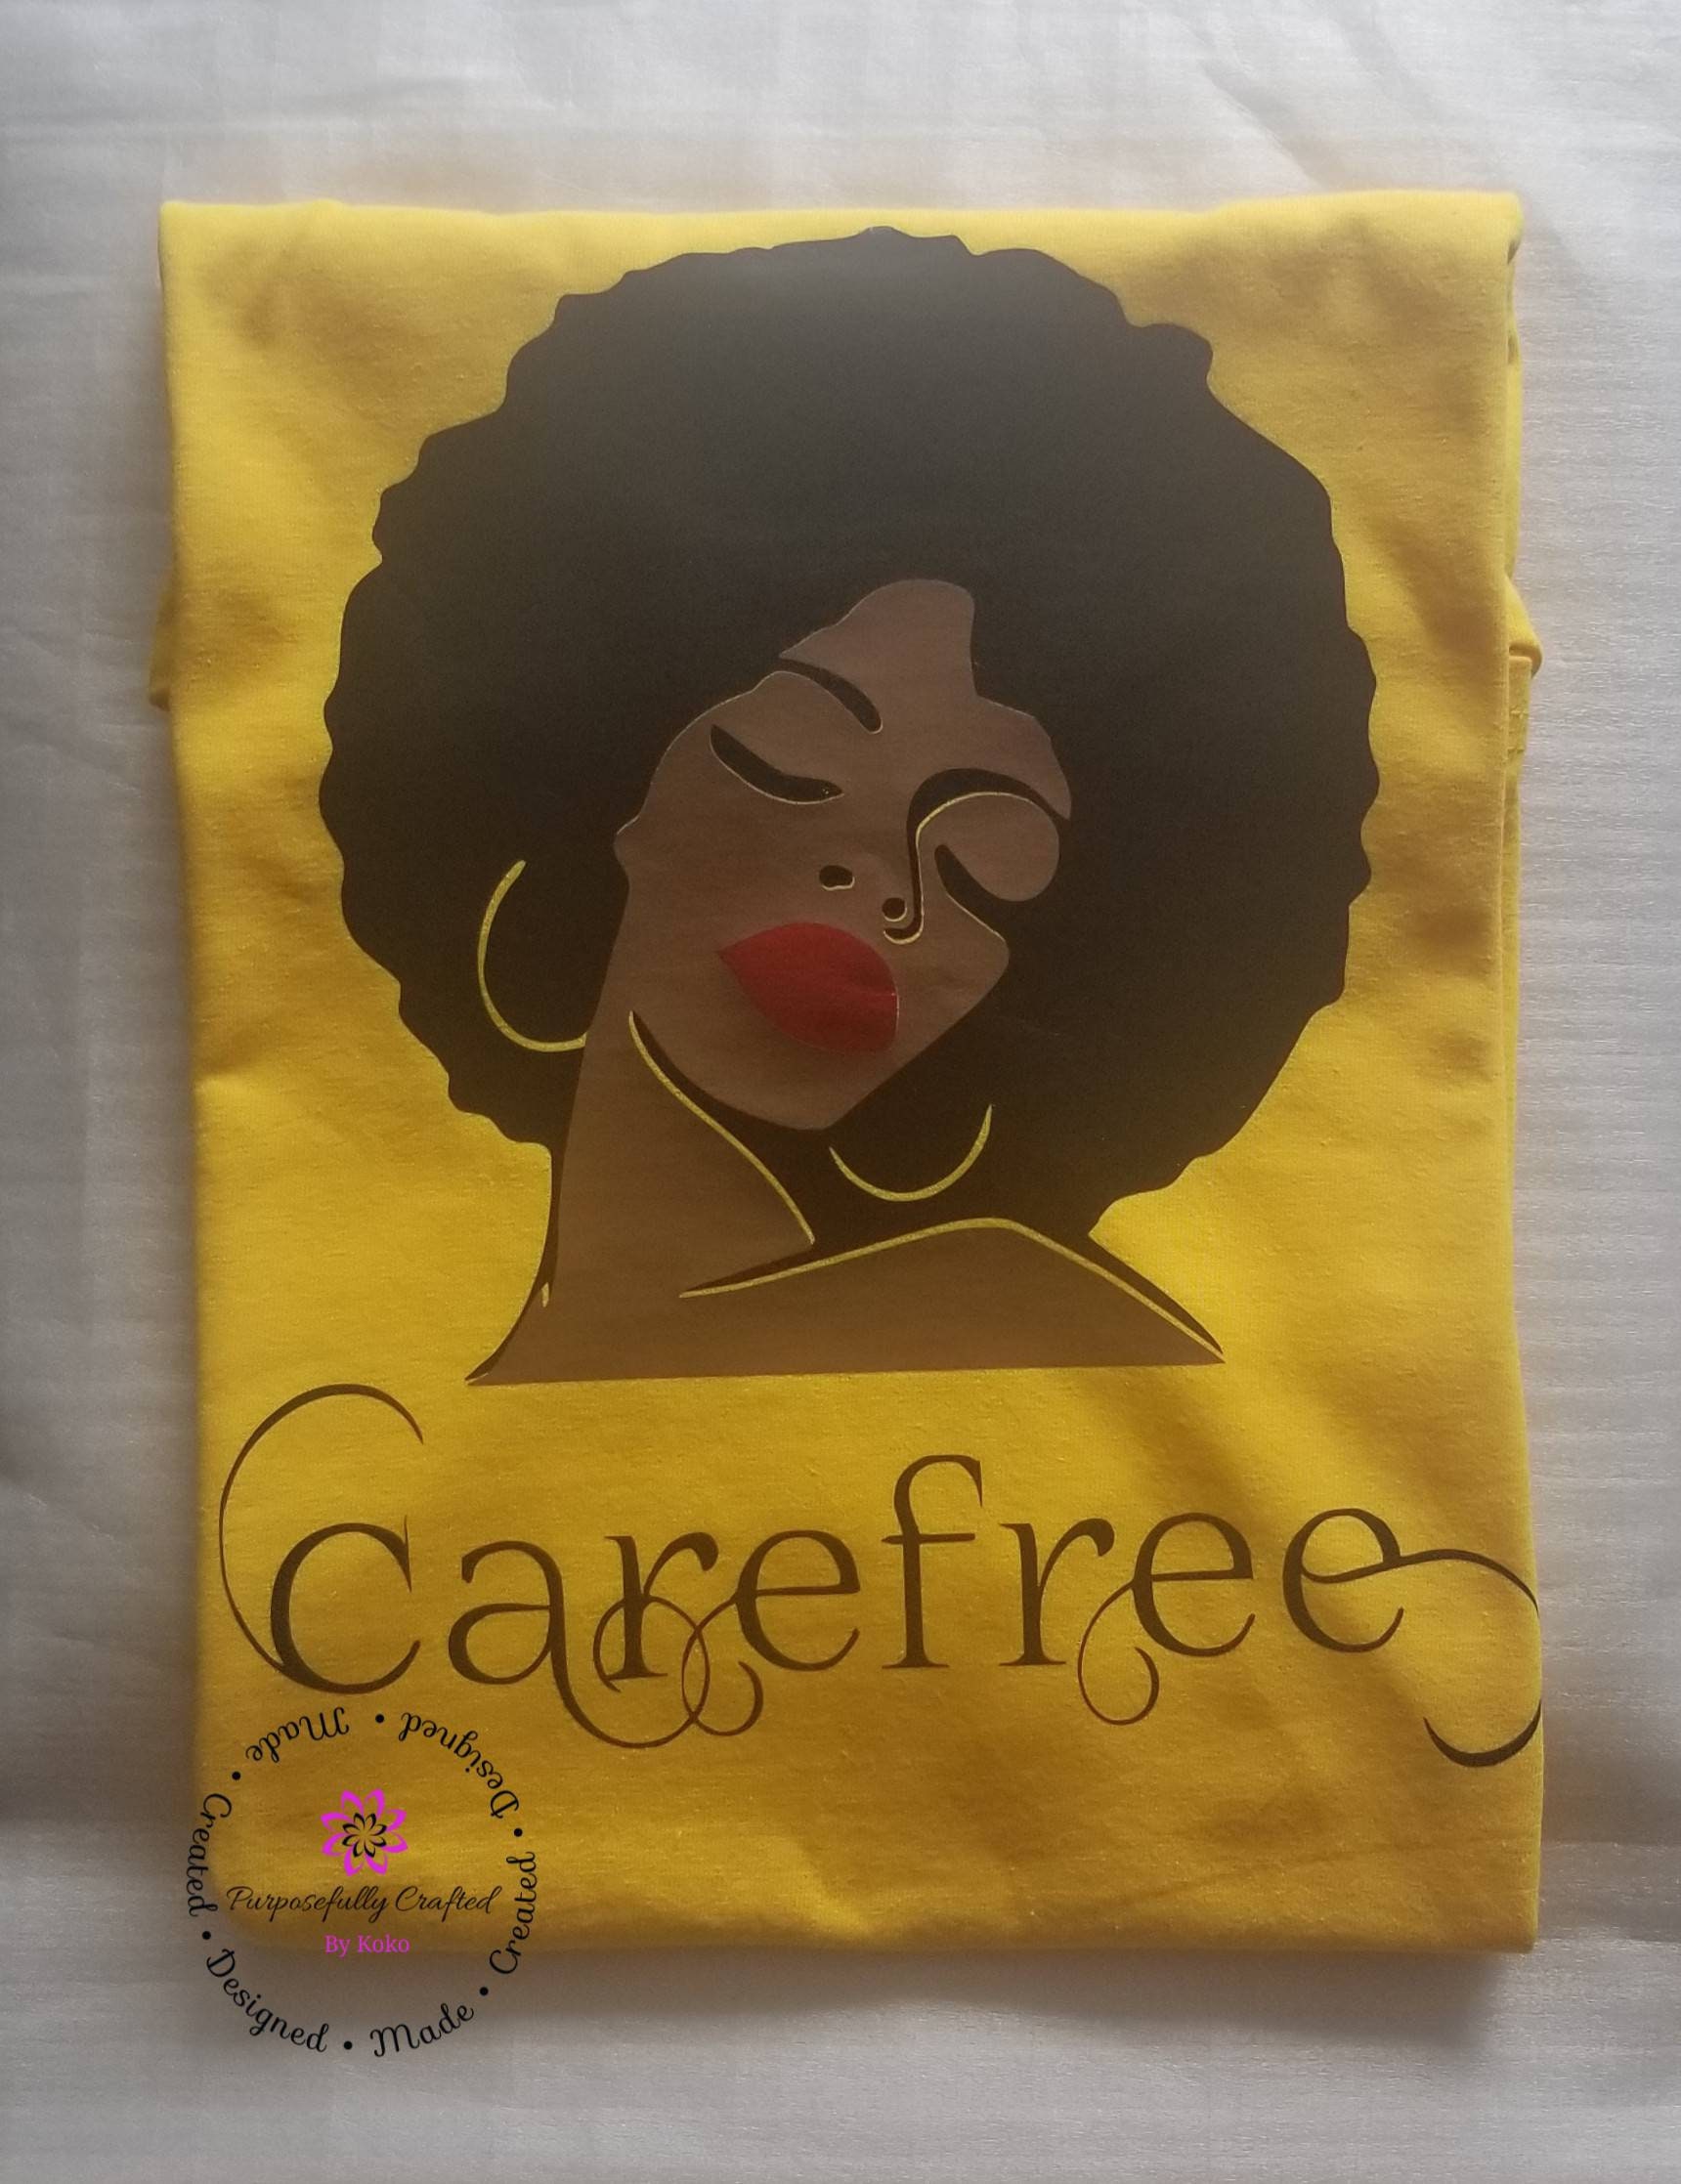 Carefree
Created • Designed • Made • Created • Designed • Made •
Purposefully Crafted
By Koko